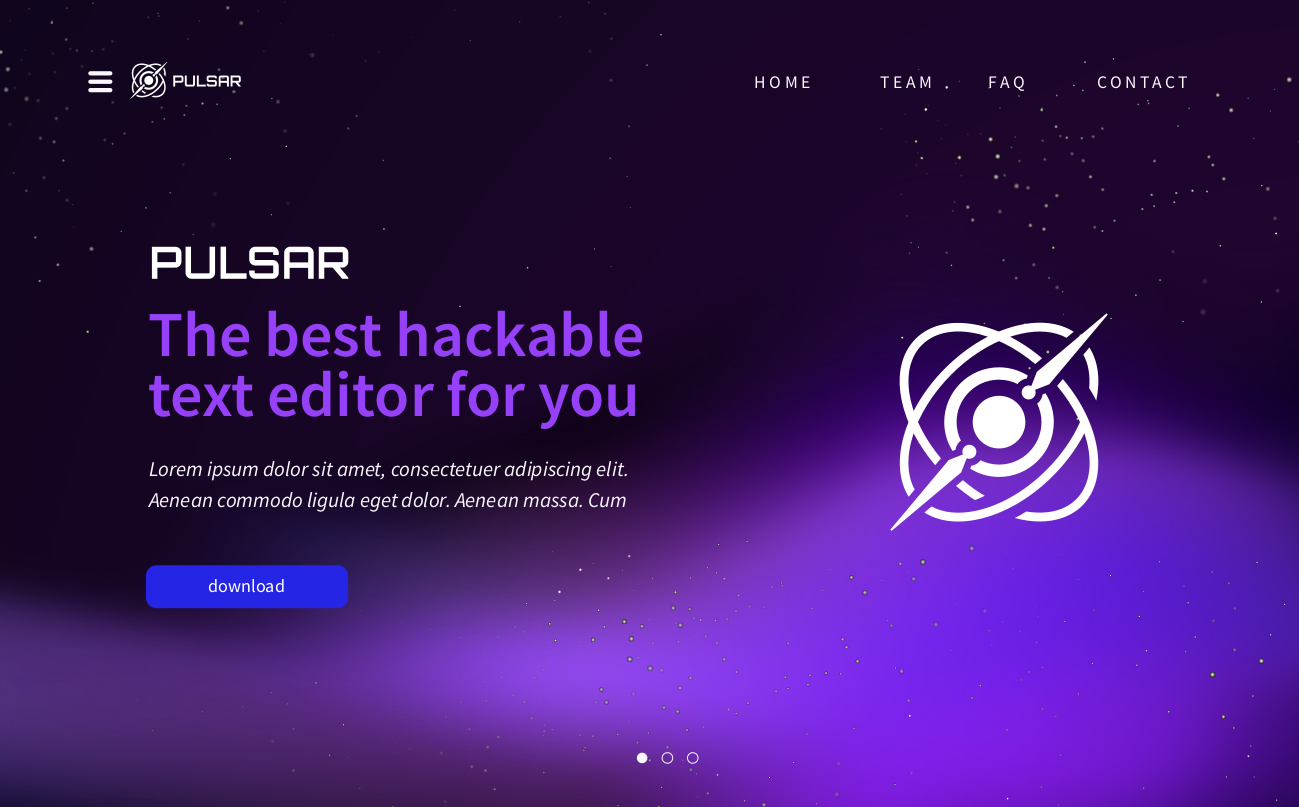 PULSAR
HOME TEAM FAQ CONTACT
PULSAR
The best hackable
text editor for you
Lorem ipsum dolor sit amet, consectetuer adipiscing elit.
Aenean commodo ligula eget dolor. Aenean massa. Cum
download